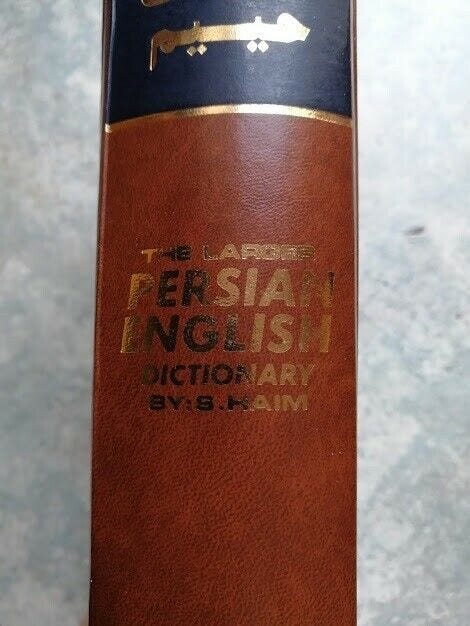 حییم
THE LARGER
PERSIAN
ENGLISH
DICTIONARY
BY: S. HAIM